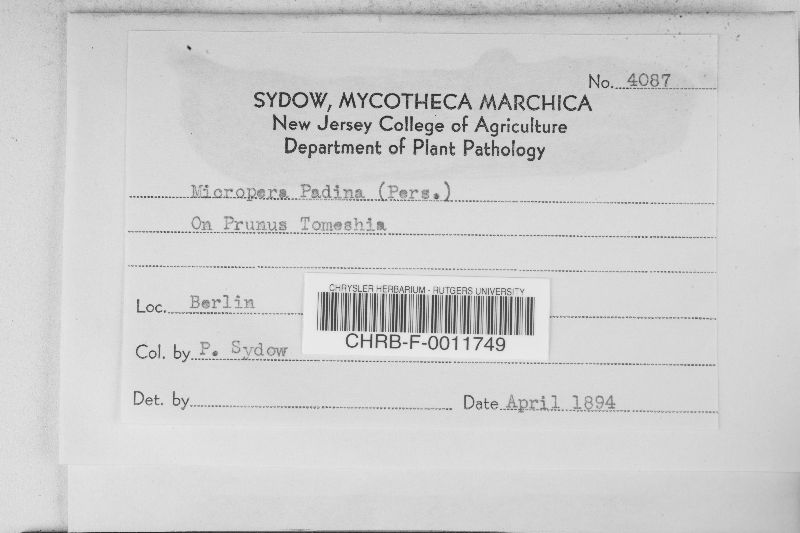 No. 4087
SYDOW, MYCOTHECA MARCHICA
New Jersey College of Agriculture
Department of Plant Pathology
Micropera Padina (Pers.)
On Prunus Tomeshia
Loc. Berlin
CHRYSLER HERBARIUM - RUTGERS UNIVERSITY
CHRB-F-0011749
Col. by P. Sydow
Det. by
Date April 1894